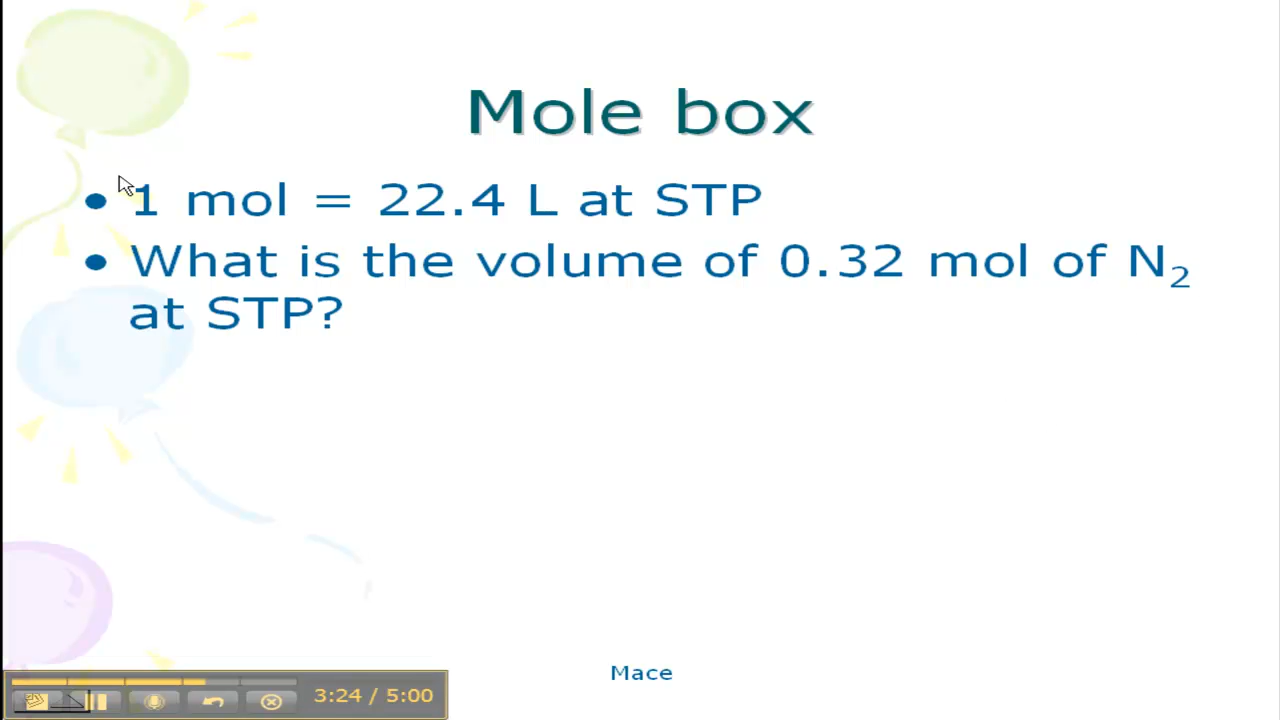 Mole box
• 1 mol = 22.4 L at STP
• What is the volume of 0.32 mol of N₂
at STP?
Mace
3:24 / 5:00